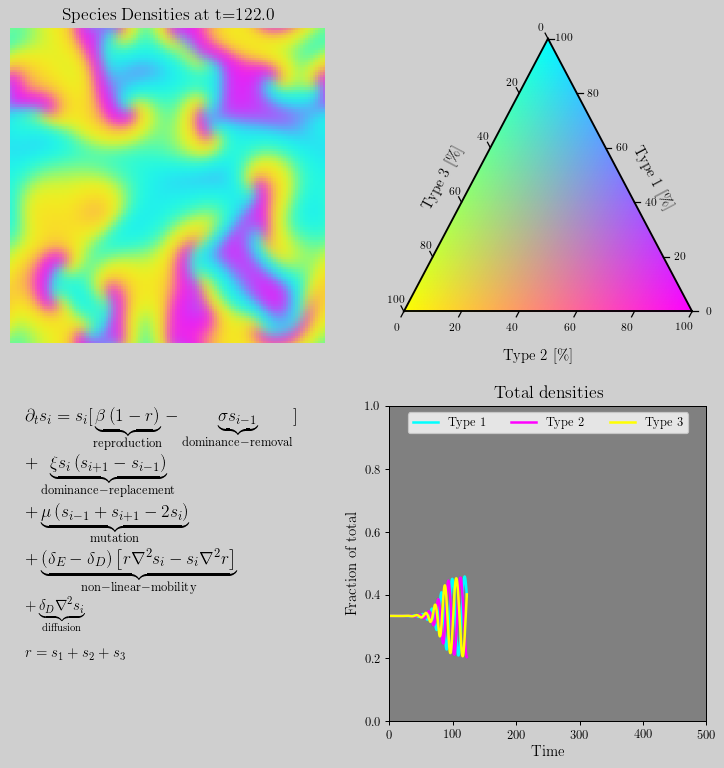 Species Densities at t=122.0
0
100
20
80
40
60
60
40
80
20
100
0
Type 3 [%]
Type 1 [%]
0
20
40
60
80
100
Type 2 [%]
∂ₜsᵢ = sᵢ[ β (1 − r) − σsᵢ₋₁ ]
reproduction
dominance−removal
+ ξsᵢ (sᵢ₊₁ − sᵢ₋₁)
dominance−replacement
+ μ (sᵢ₋₁ + sᵢ₊₁ − 2sᵢ)
mutation
+ (δ_E − δ_D) [r∇²sᵢ − sᵢ∇²r]
non−linear−mobility
+ δ_D∇²sᵢ
diffusion
r = s₁ + s₂ + s₃
Total densities
Type 1
Type 2
Type 3
1.0
0.8
0.6
0.4
0.2
0.0
Fraction of total
0
100
200
300
400
500
Time